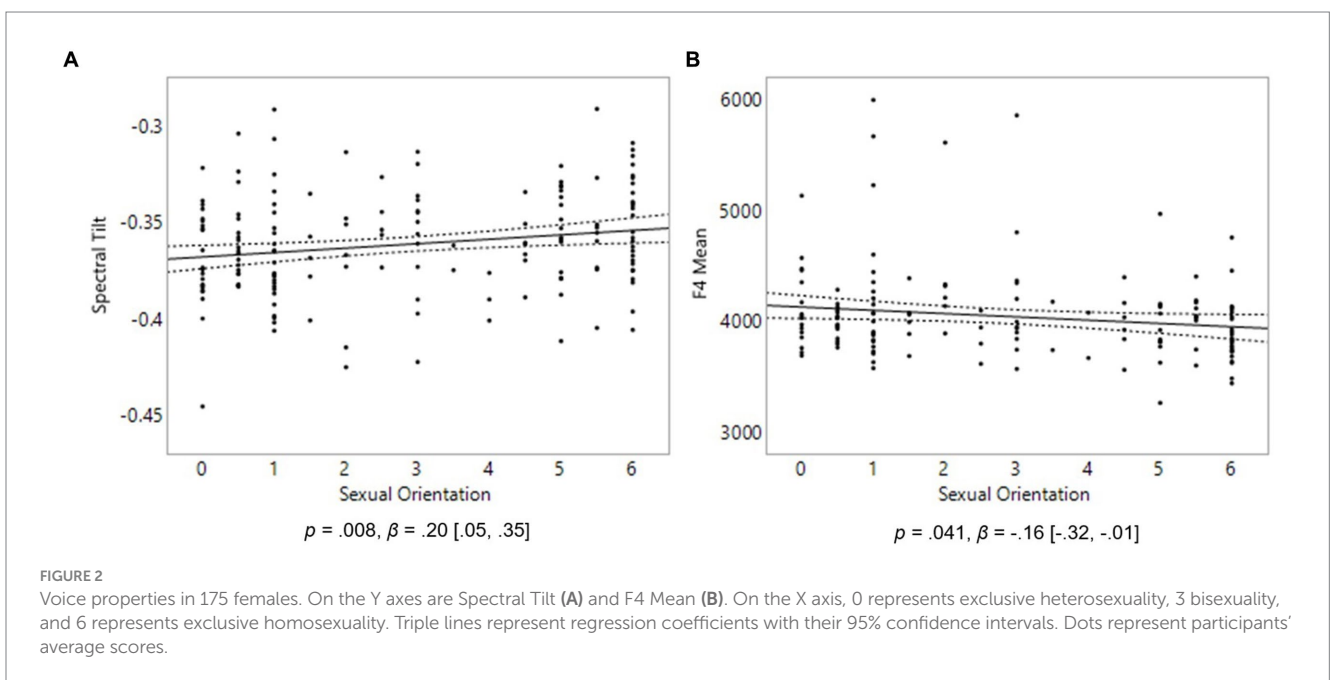 A
-0.3
-0.35
-0.4
-0.45
Spectral Tilt
0 1 2 3 4 5 6
Sexual Orientation
p = .008, β = .20 [.05, .35]
B
6000
5000
4000
3000
F4 Mean
0 1 2 3 4 5 6
Sexual Orientation
p = .041, β = -.16 [-.32, -.01]
FIGURE 2
Voice properties in 175 females. On the Y axes are Spectral Tilt (A) and F4 Mean (B). On the X axis, 0 represents exclusive heterosexuality, 3 bisexuality,
and 6 represents exclusive homosexuality. Triple lines represent regression coefficients with their 95% confidence intervals. Dots represent participants’
average scores.